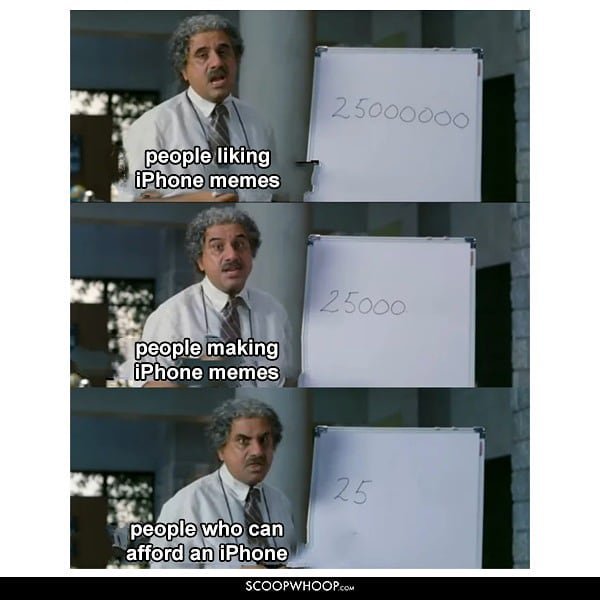 25000000
people liking
iPhone memes
25000
people making
iPhone memes
25
people who can
afford an iPhone
SCOOPWHOOP.COM